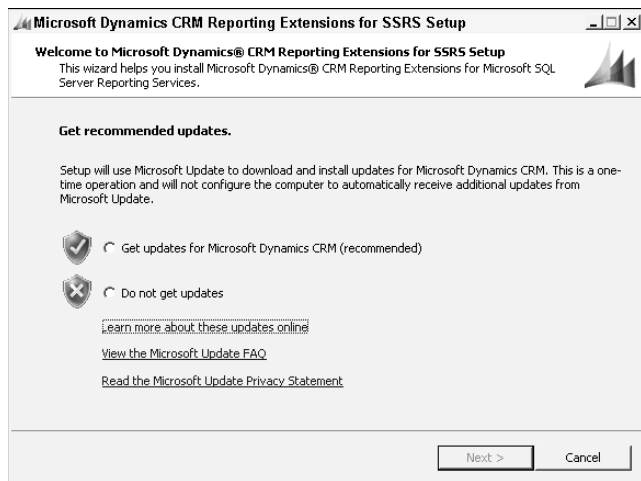 Microsoft Dynamics CRM Reporting Extensions for SSRS Setup
Welcome to Microsoft Dynamics® CRM Reporting Extensions for SSRS Setup
This wizard helps you install Microsoft Dynamics® CRM Reporting Extensions for Microsoft SQL
Server Reporting Services.
Get recommended updates.
Setup will use Microsoft Update to download and install updates for Microsoft Dynamics CRM. This is a one-
time operation and will not configure the computer to automatically receive additional updates from
Microsoft Update.
Get updates for Microsoft Dynamics CRM (recommended)
Do not get updates
Learn more about these updates online
View the Microsoft Update FAQ
Read the Microsoft Update Privacy Statement
Next >
Cancel